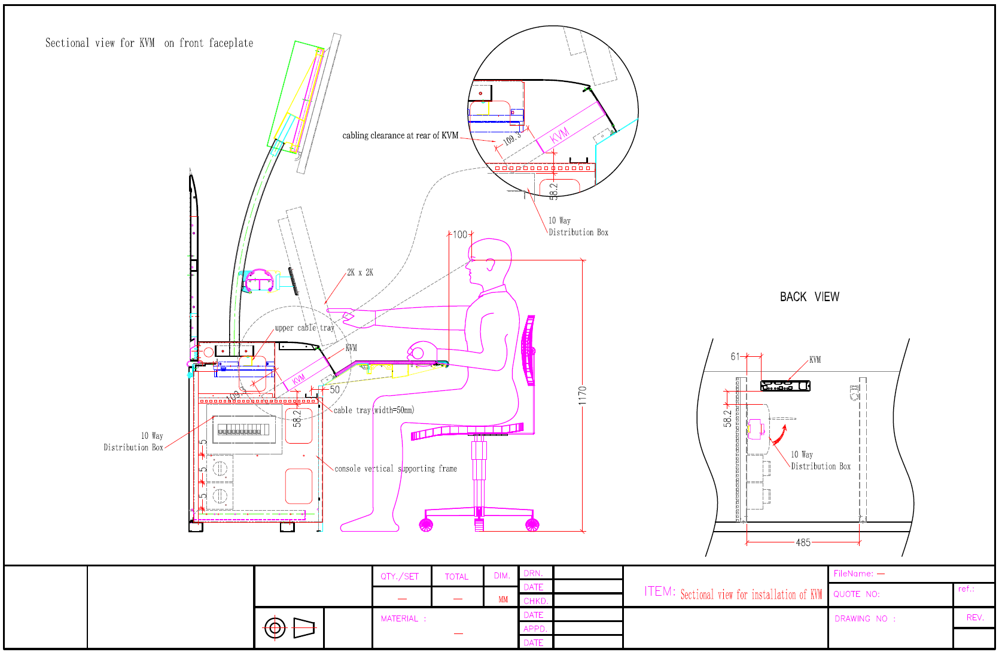 Sectional view for KVM on front faceplate
cabling clearance at rear of KVM
109.3
KVM
58.2
10 Way
Distribution Box
100
2K x 2K
upper cable tray
KVM
KVM
109.3
50
58.2
cable tray(width=50mm)
1170
10 Way
Distribution Box
5
5
5
console vertical supporting frame
BACK VIEW
61
KVM
58.2
10 Way
Distribution Box
485
QTY./SET TOTAL DIM.
— — MM
MATERIAL :
—
DRN.
DATE
CHKD.
DATE
APPD.
DATE
ITEM: Sectional view for installation of KVM
FileName: —
QUOTE NO:
ref.:
DRAWING NO :
REV.